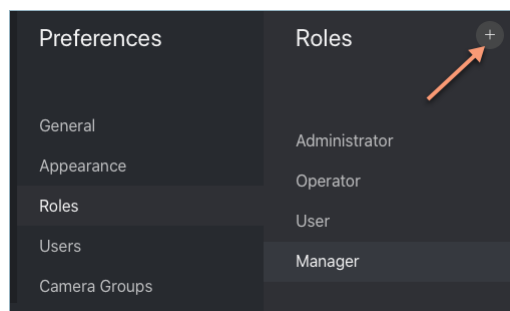 Preferences
General
Appearance
Roles
Users
Camera Groups
Roles
+
Administrator
Operator
User
Manager